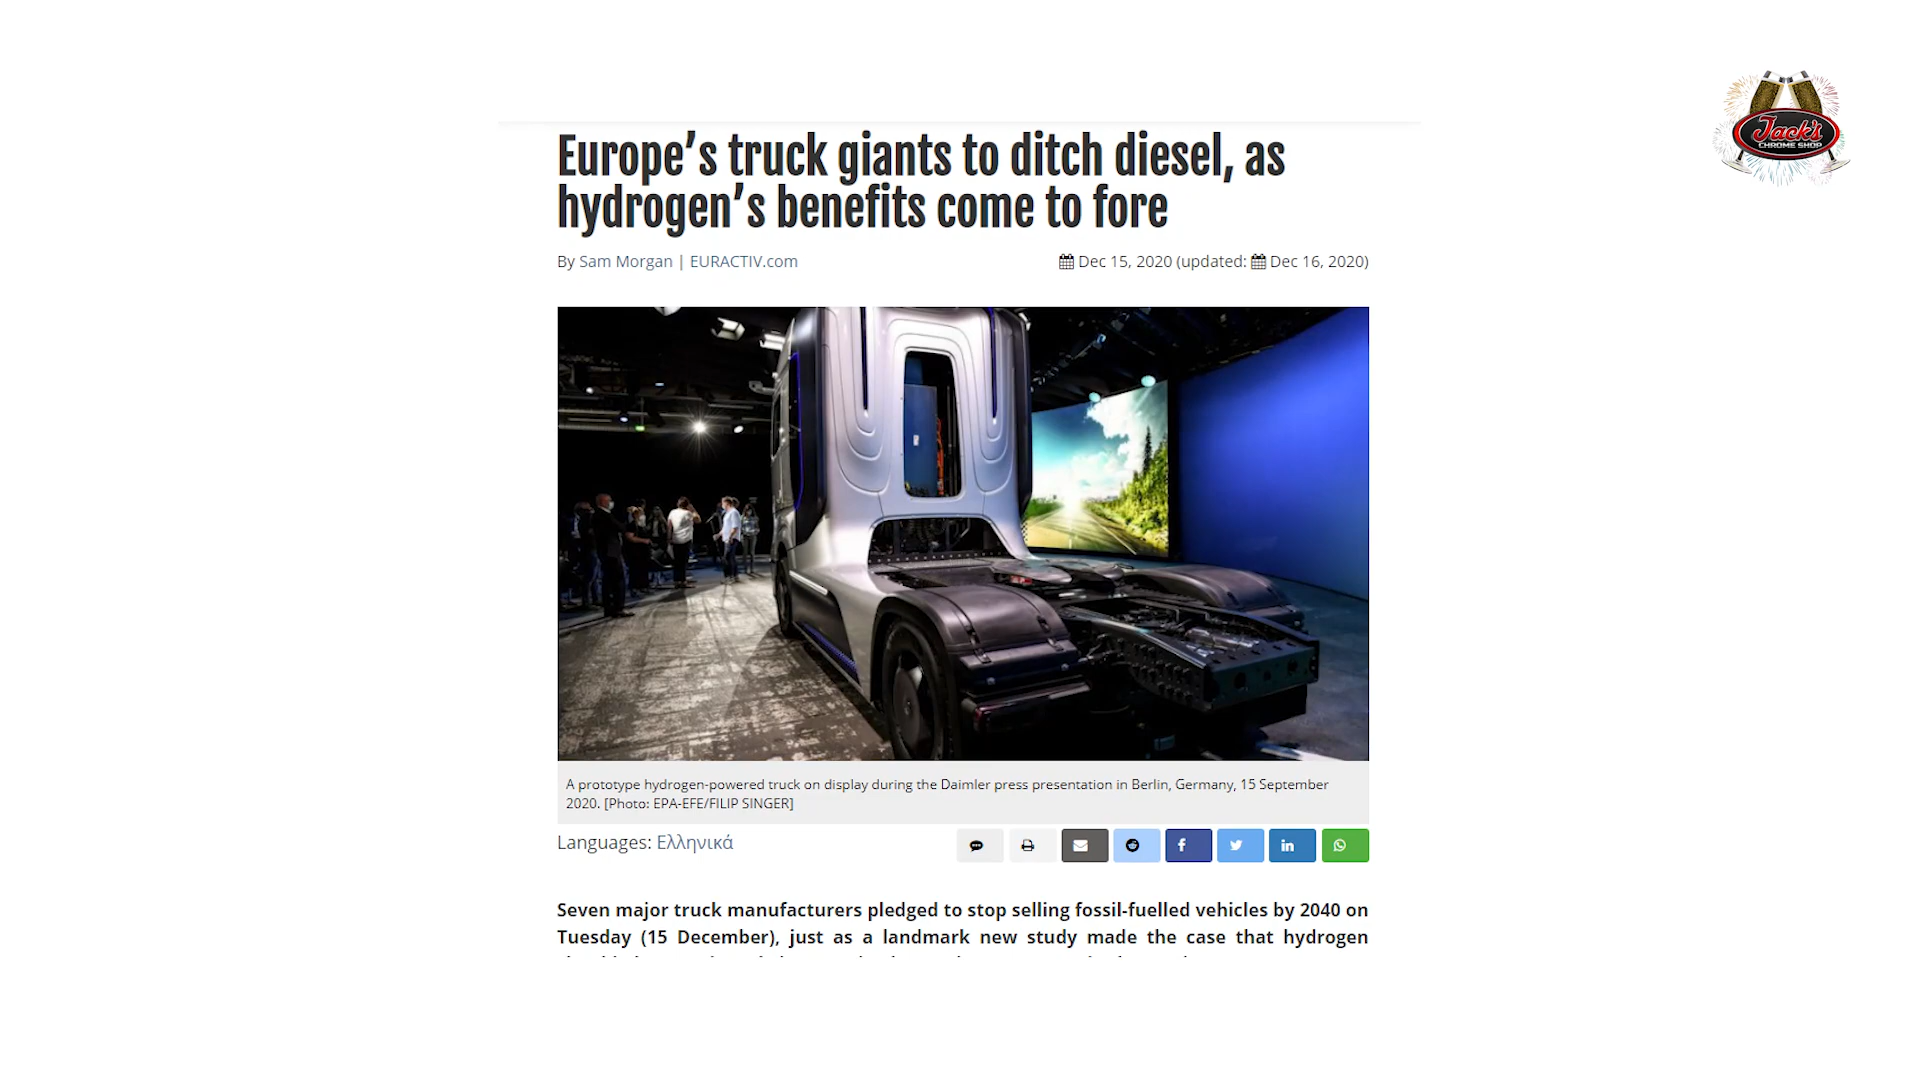 Jack's
CHROME SHOP
Europe’s truck giants to ditch diesel, as
hydrogen’s benefits come to fore
By Sam Morgan | EURACTIV.com
Dec 15, 2020 (updated: Dec 16, 2020)
A prototype hydrogen-powered truck on display during the Daimler press presentation in Berlin, Germany, 15 September
2020. [Photo: EPA-EFE/FILIP SINGER]
Languages: Ελληνικά
Seven major truck manufacturers pledged to stop selling fossil-fuelled vehicles by 2040 on
Tuesday (15 December), just as a landmark new study made the case that hydrogen